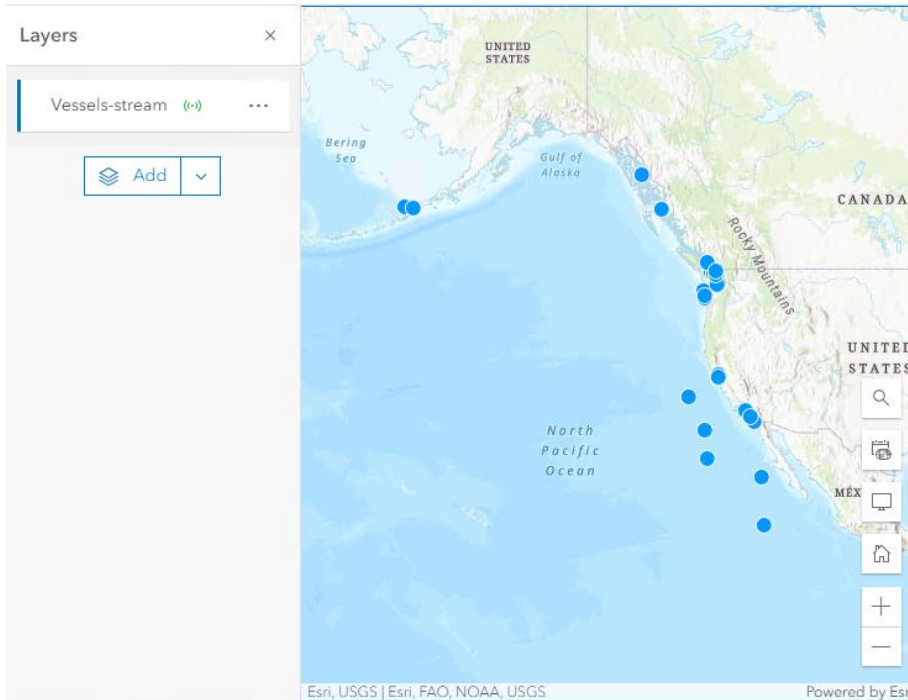 Layers
Vessels-stream
Add
UNITED
STATES
Bering
Sea
Gulf of
Alaska
CANADA
Rocky Mountains
UNITED
STATES
North
Pacific
Ocean
MÉX
Esri, USGS | Esri, FAO, NOAA, USGS
Powered by Esr